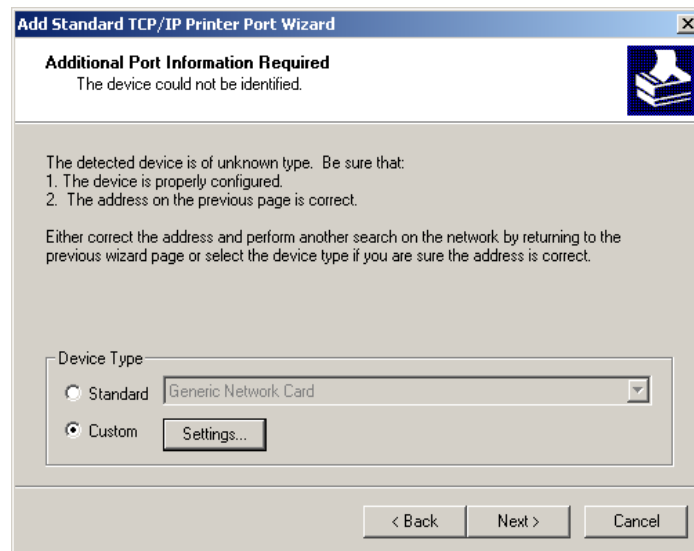 Add Standard TCP/IP Printer Port Wizard
Additional Port Information Required
The device could not be identified.
The detected device is of unknown type.  Be sure that:
1. The device is properly configured.
2.  The address on the previous page is correct.
Either correct the address and perform another search on the network by returning to the
previous wizard page or select the device type if you are sure the address is correct.
Device Type
Standard Generic Network Card
Custom Settings...
< Back Next > Cancel